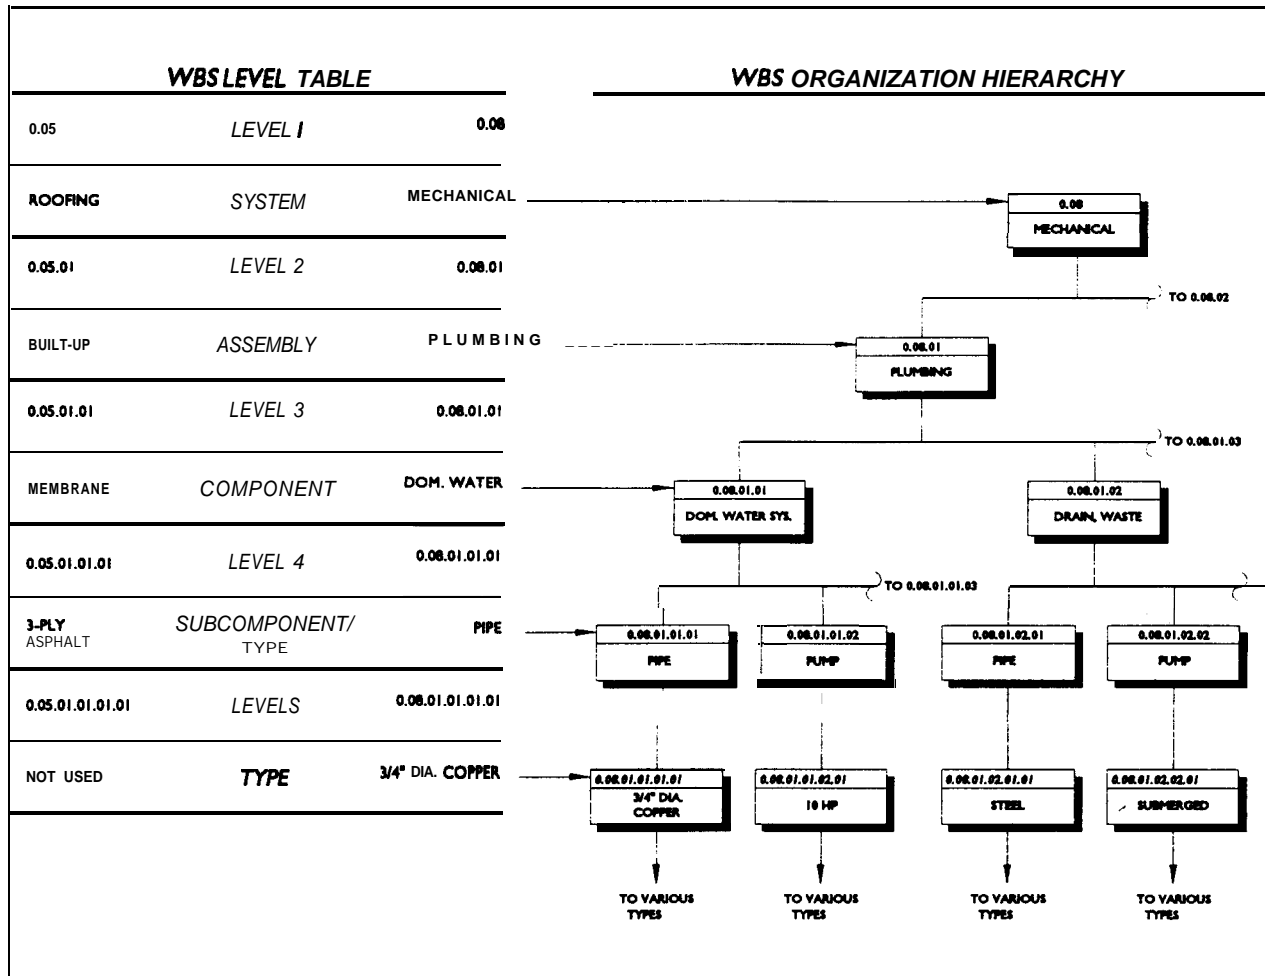 WBS LEVEL TABLE
WBS ORGANIZATION HIERARCHY
0.05 LEVEL 1 0.08
ROOFING SYSTEM MECHANICAL
0.08
MECHANICAL
0.05.01 LEVEL 2 0.08.01
TO 0.08.02
BUILT-UP ASSEMBLY PLUMBING
0.08.01
PLUMBING
0.05.01.01 LEVEL 3 0.08.01.01
TO 0.08.01.03
MEMBRANE COMPONENT DOM. WATER
0.08.01.01 0.08.01.02
DOM. WATER SYS. DRAIN, WASTE
0.05.01.01.01 LEVEL 4 0.08.01.01.01
TO 0.08.01.01.03
3-PLY SUBCOMPONENT/ PIPE
ASPHALT TYPE
0.08.01.01.01 0.08.01.01.02 0.08.01.02.01 0.08.01.02.02
PIPE PUMP PIPE PUMP
0.05.01.01.01.01 LEVELS 0.08.01.01.01.01
NOT USED TYPE 3/4" DIA. COPPER
0.08.01.01.01.01 0.08.01.01.02.01 0.08.01.02.01.01 0.08.01.02.02.01
3/4" DIA. 10 HP STEEL SUBMERGED
COPPER
TO VARIOUS TO VARIOUS TO VARIOUS TO VARIOUS
TYPES TYPES TYPES TYPES